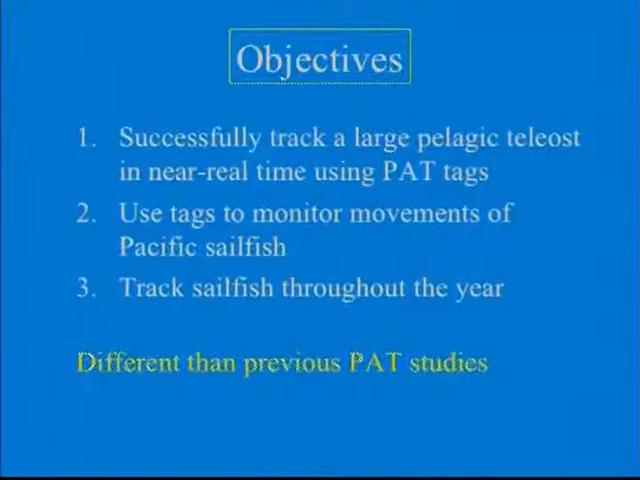 Objectives
1. Successfully track a large pelagic teleost
in near-real time using PAT tags
2. Use tags to monitor movements of
Pacific sailfish
3. Track sailfish throughout the year
Different than previous PAT studies